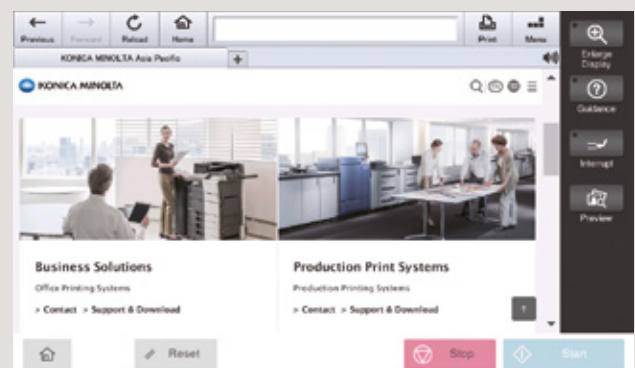 Previous Forward Reload Home Print Menu
KONICA MINOLTA Asia Pacific +
Enlarge
Display
KONICA MINOLTA
Guidance
Interrupt
Preview
Business Solutions Production Print Systems
Office Printing Systems Production Printing Systems
> Contact > Support & Download > Contact > Support & Download
Reset Stop Start